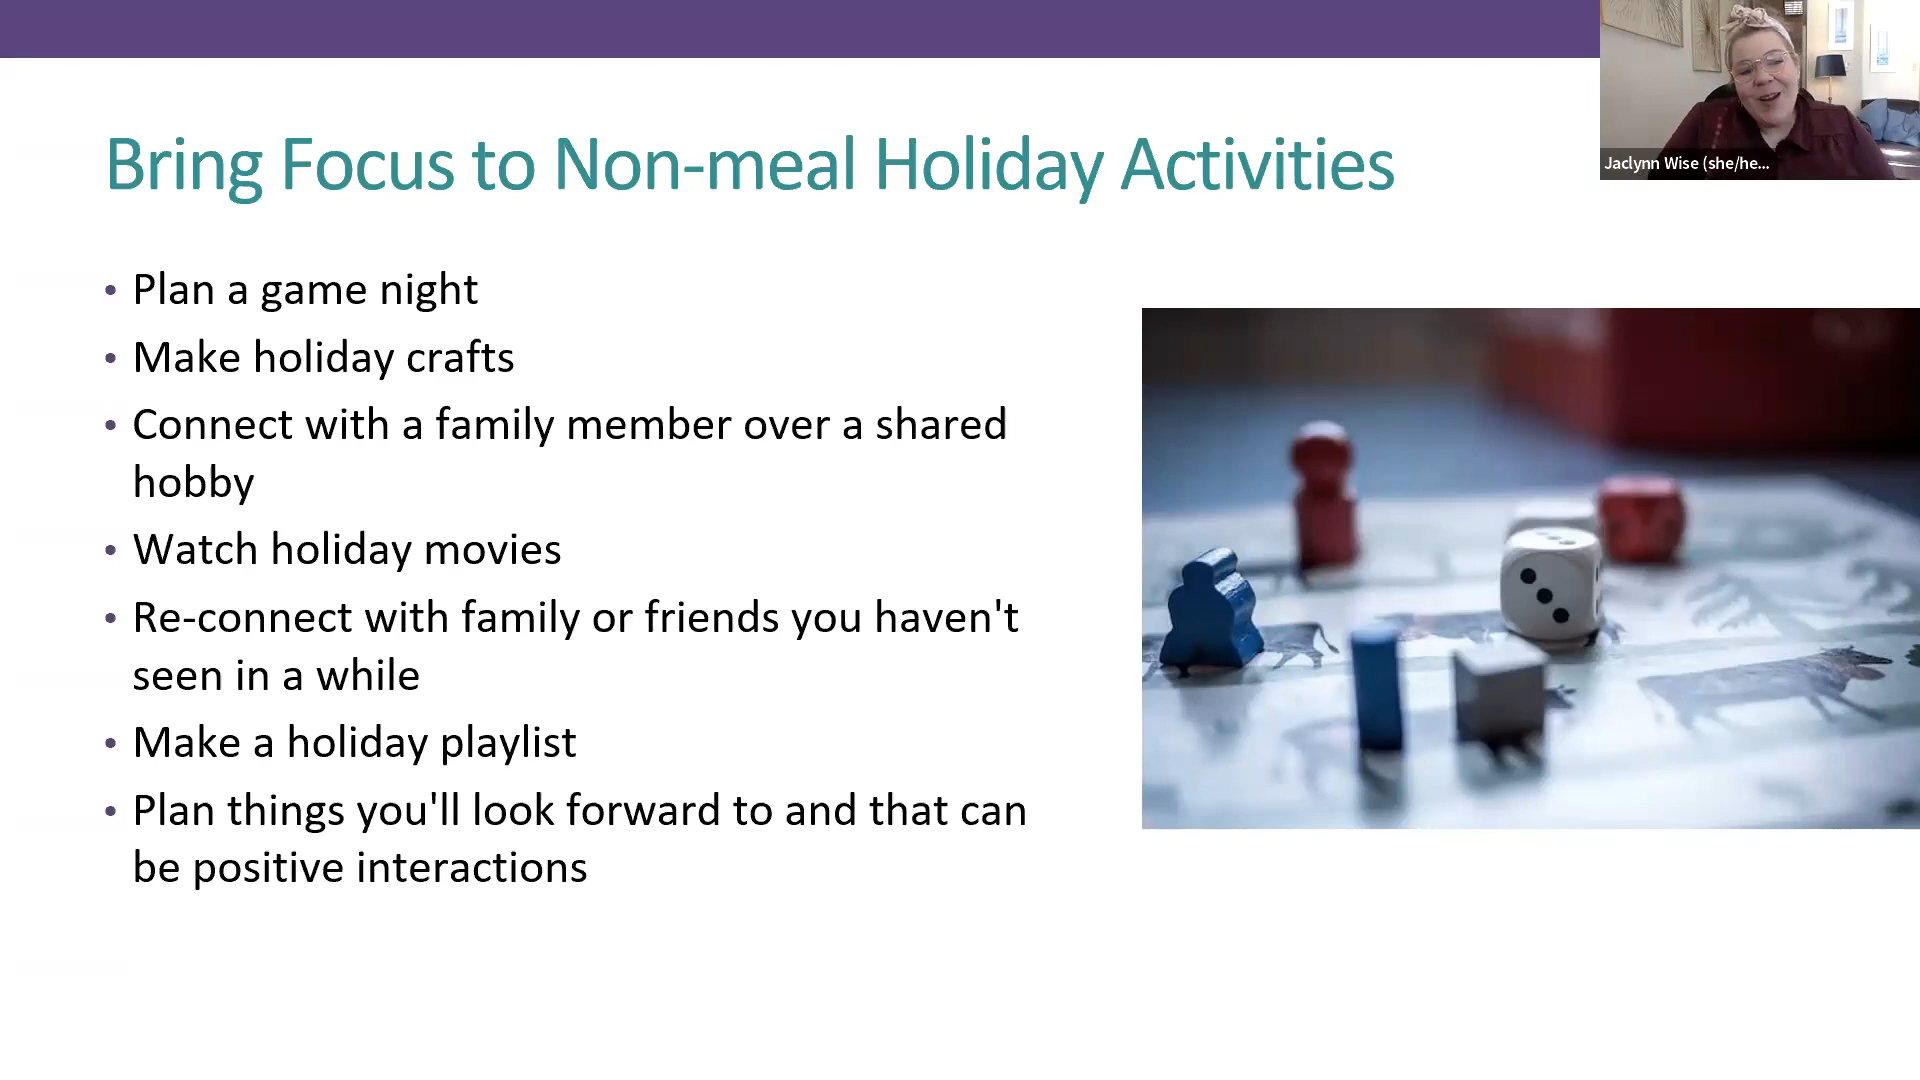 Bring Focus to Non-meal Holiday Activities
Jaclynn Wise (she/he...
• Plan a game night
• Make holiday crafts
• Connect with a family member over a shared
hobby
• Watch holiday movies
• Re-connect with family or friends you haven't
seen in a while
• Make a holiday playlist
• Plan things you'll look forward to and that can
be positive interactions